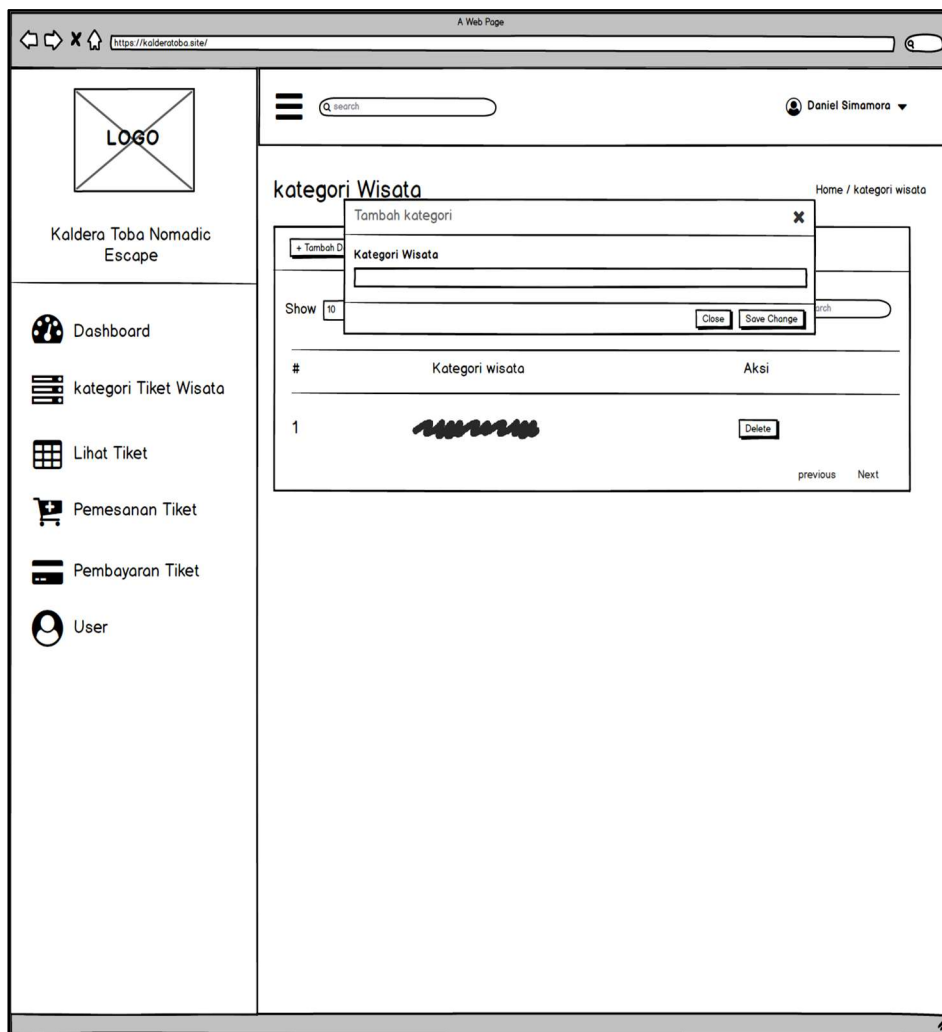 A Web Page
https://kalderatoba.site/
LOGO
Kaldera Toba Nomadic
Escape
Dashboard
kategori Tiket Wisata
Lihat Tiket
Pemesanan Tiket
Pembayaran Tiket
User
search
Daniel Simamora
kategori Wisata
Home / kategori wisata
Tambah kategori
+ Tambah D
Kategori Wisata
Show 10
Close Save Change
# Kategori wisata Aksi
1 Delete
previous Next